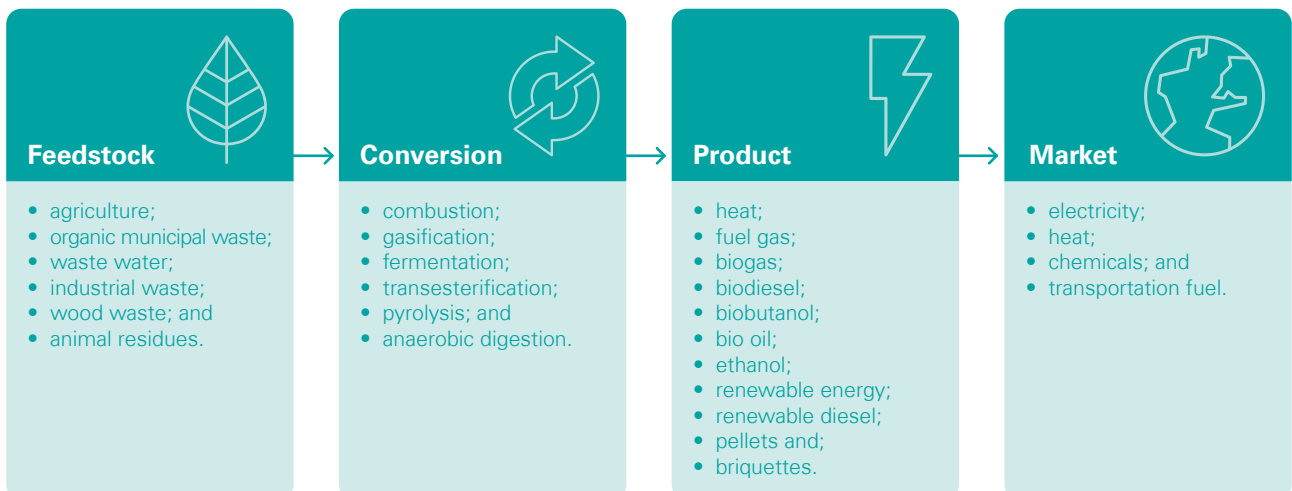 Feedstock
• agriculture;
• organic municipal waste;
• waste water;
• industrial waste;
• wood waste; and
• animal residues.
Conversion
• combustion;
• gasification;
• fermentation;
• transesterification;
• pyrolysis; and
• anaerobic digestion.
Product
• heat;
• fuel gas;
• biogas;
• biodiesel;
• biobutanol;
• bio oil;
• ethanol;
• renewable energy;
• renewable diesel;
• pellets and;
• briquettes.
Market
• electricity;
• heat;
• chemicals; and
• transportation fuel.